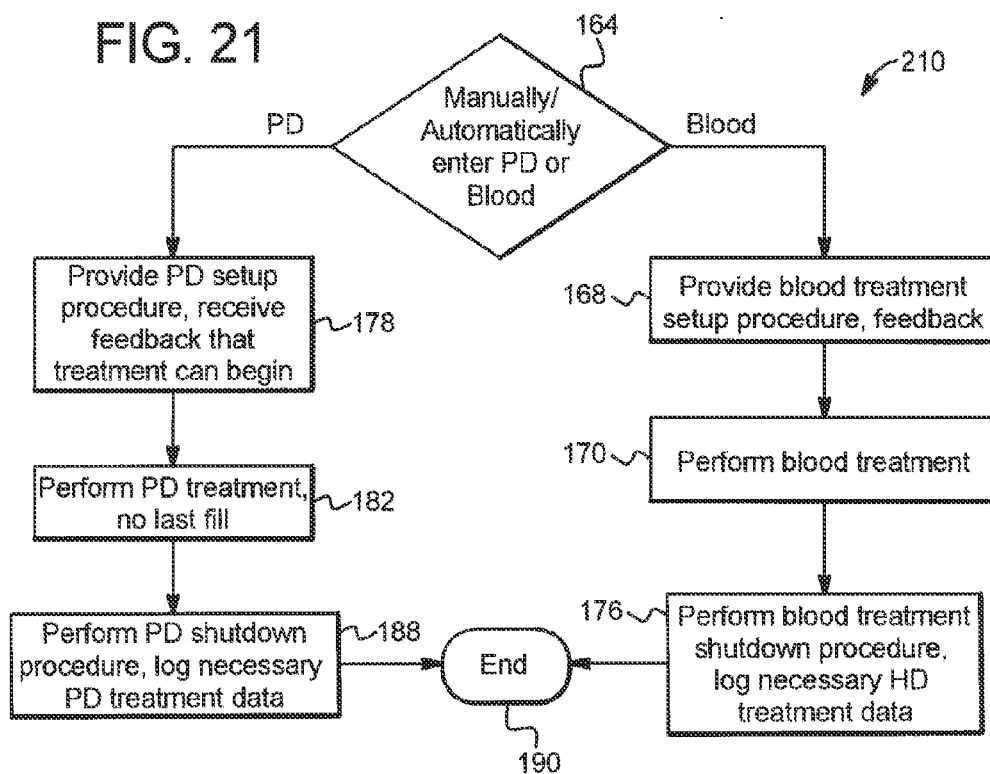 FIG. 21
164
210
Manually/
Automatically
enter PD or
Blood
PD
Blood
Provide PD setup
procedure, receive
feedback that
treatment can begin
178
168
Provide blood treatment
setup procedure, feedback
Perform PD treatment,
no last fill
182
170
Perform blood treatment
Perform PD shutdown
procedure, log necessary
PD treatment data
188
End
190
176
Perform blood treatment
shutdown procedure,
log necessary HD
treatment data